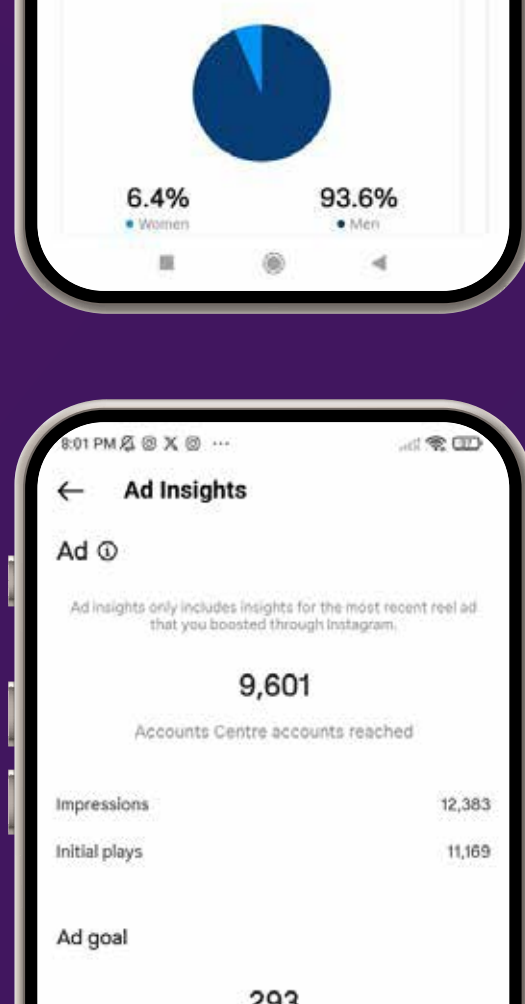 6.4%
93.6%
Women
Men
8:01 PM
Ad Insights
Ad
Ad insights only includes insights for the most recent reel ad
that you boosted through Instagram.
9,601
Accounts Centre accounts reached
Impressions
12,383
Initial plays
11,169
Ad goal
293